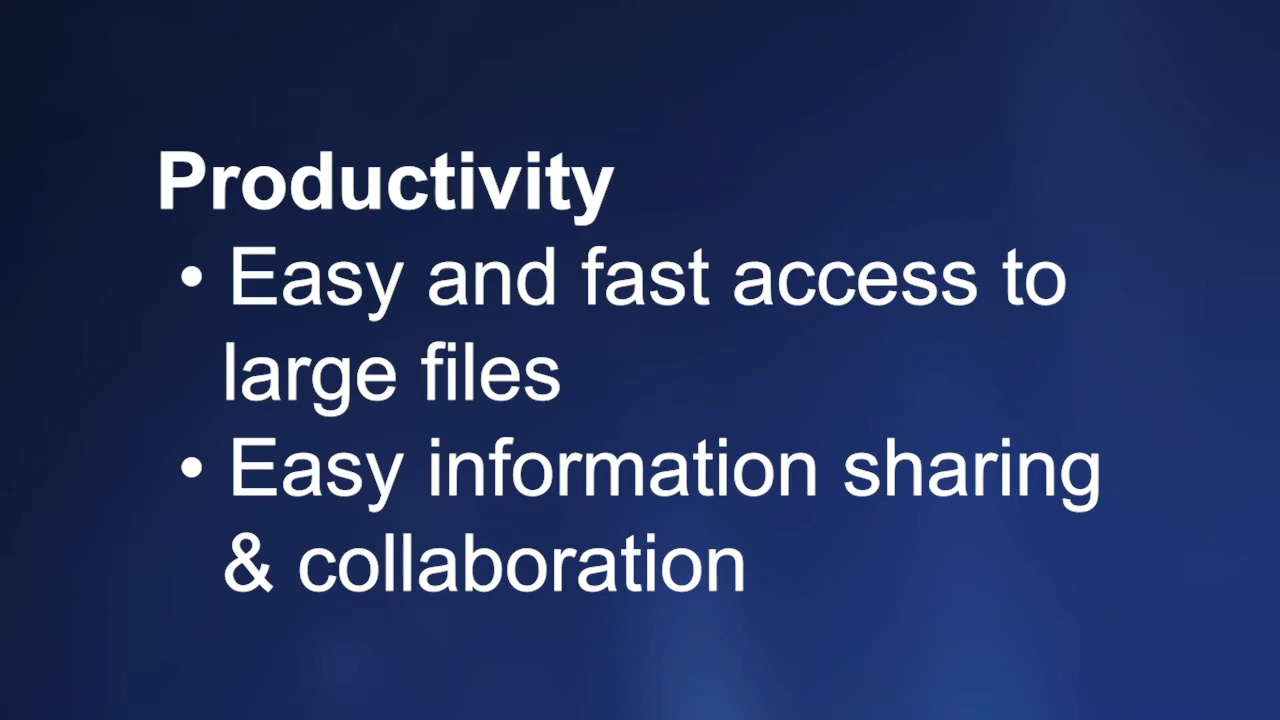 Productivity
• Easy and fast access to
large files
• Easy information sharing
& collaboration